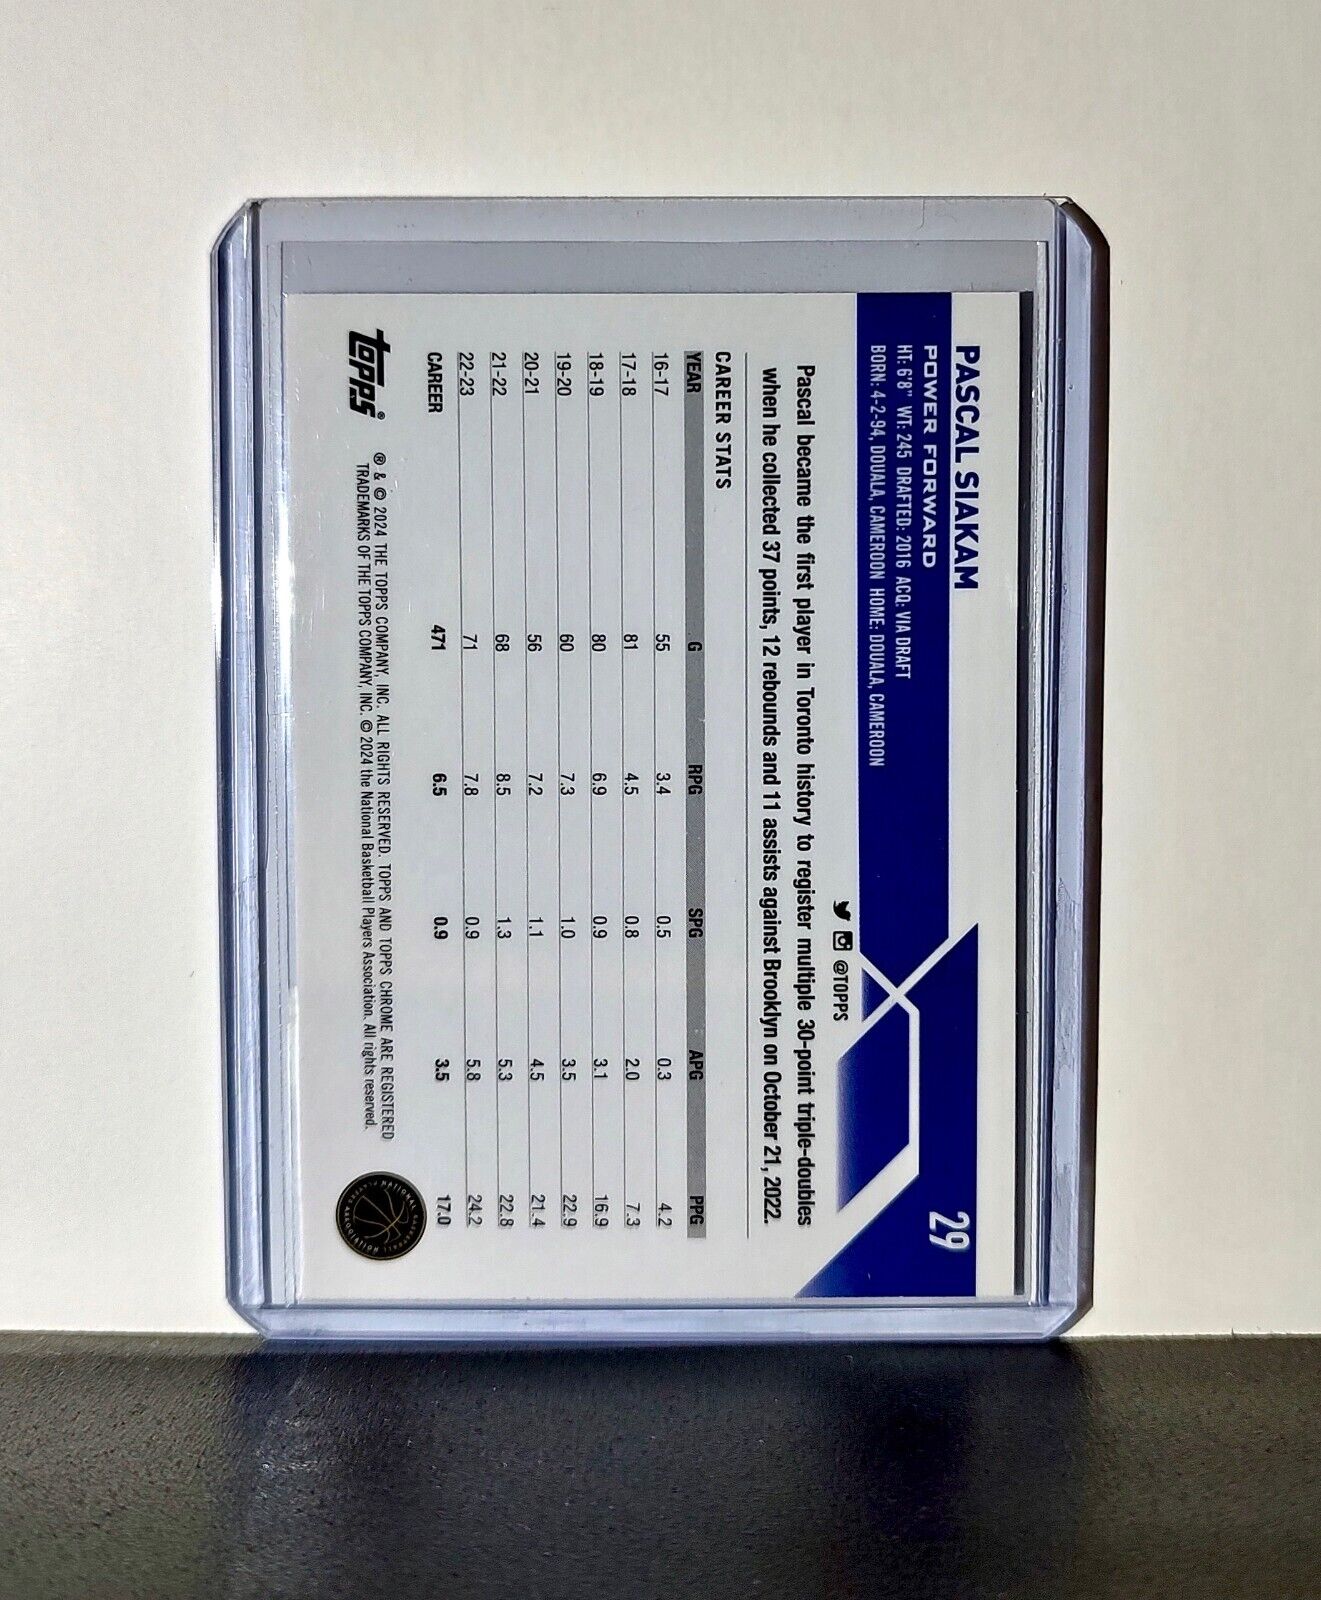 PASCAL SIAKAM
29
POWER FORWARD
HT: 6'8" WT: 245 DRAFTED: 2016 ACQ: VIA DRAFT
BORN: 4-2-94, DOUALA, CAMEROON HOME: DOUALA, CAMEROON
@TOPPS
Pascal became the first player in Toronto history to register multiple 30-point triple-doubles
when he collected 37 points, 12 rebounds and 11 assists against Brooklyn on October 21, 2022.
CAREER STATS
YEAR G RPG SPG APG PPG
16-17 55 3.4 0.5 0.3 4.2
17-18 81 4.5 0.8 2.0 7.3
18-19 80 6.9 0.9 3.1 16.9
19-20 60 7.3 1.0 3.5 22.9
20-21 56 7.2 1.1 4.5 21.4
21-22 68 8.5 1.3 5.3 22.8
22-23 71 7.8 0.9 5.8 24.2
CAREER 471 6.5 0.9 3.5 17.0
topps®
® & © 2024 THE TOPPS COMPANY, INC. ALL RIGHTS RESERVED. TOPPS AND TOPPS CHROME ARE REGISTERED
TRADEMARKS OF THE TOPPS COMPANY, INC. © 2024 the National Basketball Players Association. All rights reserved.
NATIONAL BASKETBALL PLAYERS ASSOCIATION